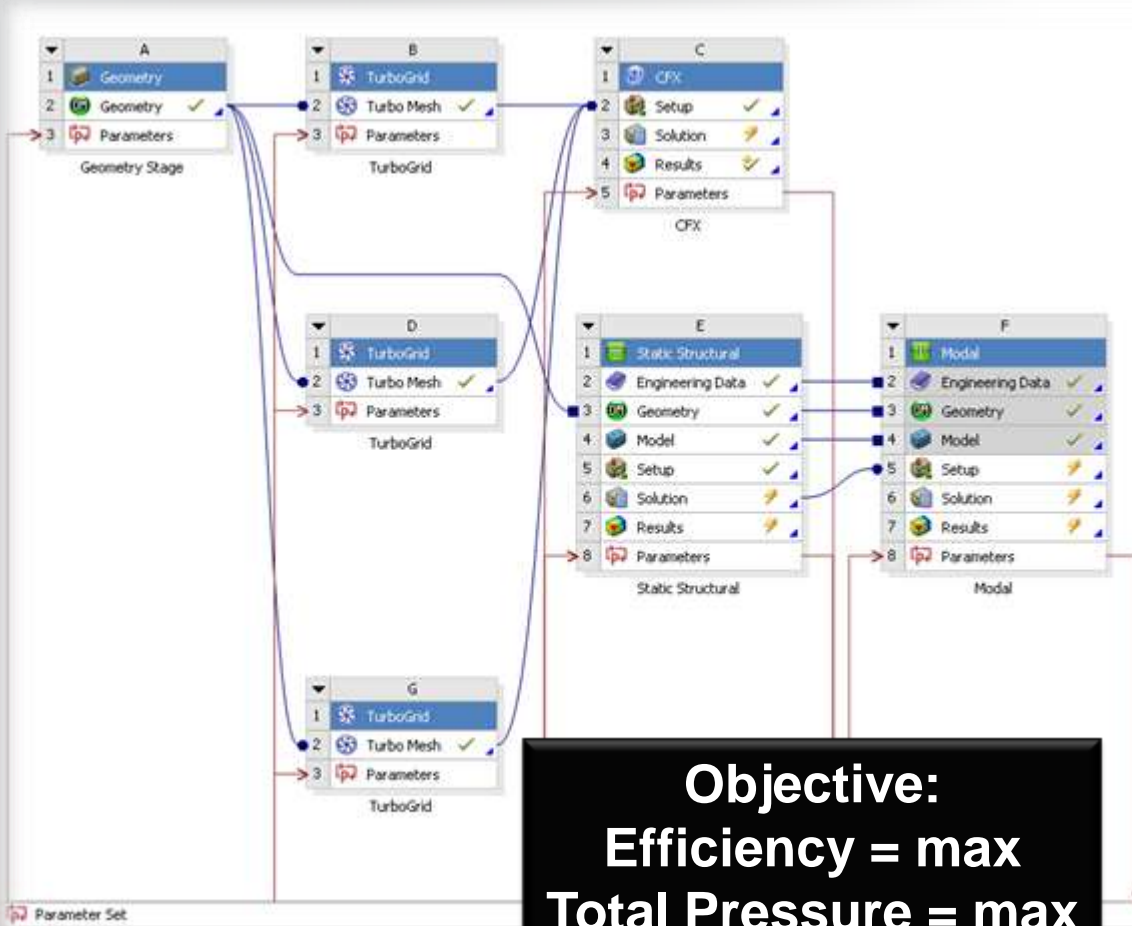 A
1 Geometry
2 Geometry
3 Parameters
Geometry Stage
B
1 TurboGrid
2 Turbo Mesh
3 Parameters
TurboGrid
C
1 CFX
2 Setup
3 Solution
4 Results
5 Parameters
CFX
D
1 TurboGrid
2 Turbo Mesh
3 Parameters
TurboGrid
E
1 Static Structural
2 Engineering Data
3 Geometry
4 Model
5 Setup
6 Solution
7 Results
8 Parameters
Static Structural
F
1 Modal
2 Engineering Data
3 Geometry
4 Model
5 Setup
6 Solution
7 Results
8 Parameters
Modal
G
1 TurboGrid
2 Turbo Mesh
3 Parameters
TurboGrid
Objective:
Efficiency = max
Total Pressure = max
Parameter Set